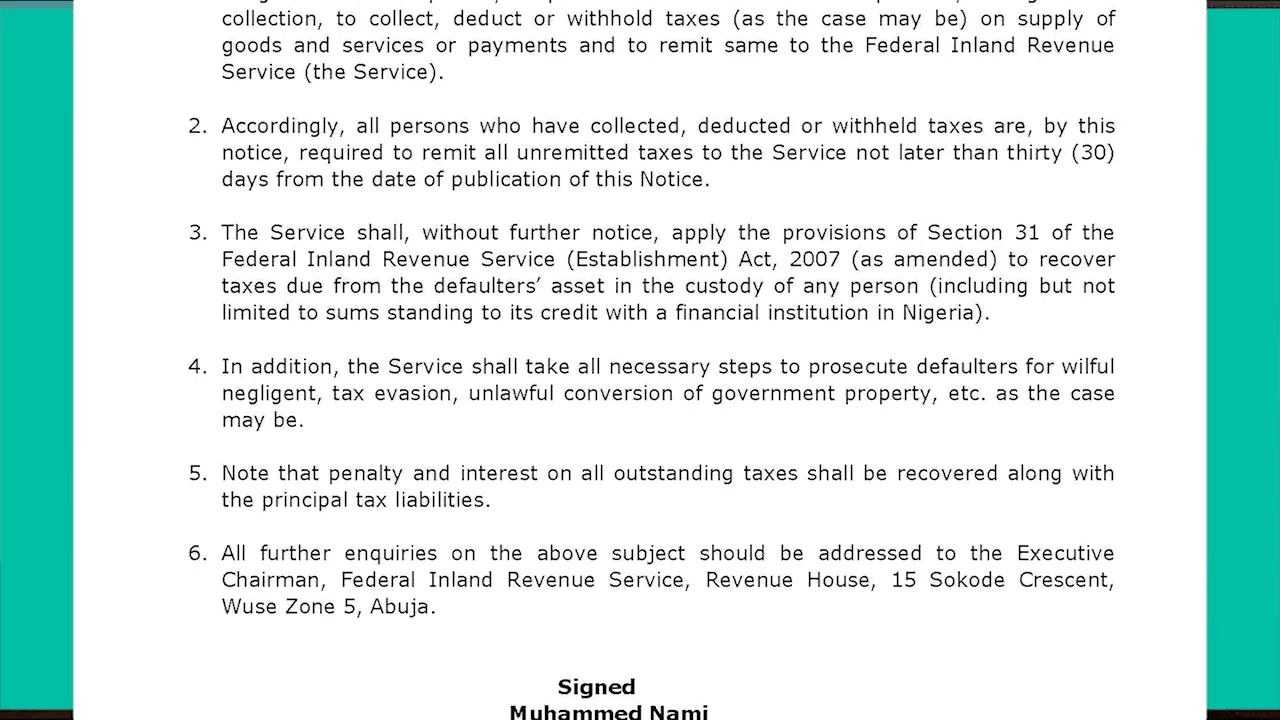 collection, to collect, deduct or withhold taxes (as the case may be) on supply of
goods and services or payments and to remit same to the Federal Inland Revenue
Service (the Service).
2. Accordingly, all persons who have collected, deducted or withheld taxes are, by this
notice, required to remit all unremitted taxes to the Service not later than thirty (30)
days from the date of publication of this Notice.
3. The Service shall, without further notice, apply the provisions of Section 31 of the
Federal Inland Revenue Service (Establishment) Act, 2007 (as amended) to recover
taxes due from the defaulters’ asset in the custody of any person (including but not
limited to sums standing to its credit with a financial institution in Nigeria).
4. In addition, the Service shall take all necessary steps to prosecute defaulters for wilful
negligent, tax evasion, unlawful conversion of government property, etc. as the case
may be.
5. Note that penalty and interest on all outstanding taxes shall be recovered along with
the principal tax liabilities.
6. All further enquiries on the above subject should be addressed to the Executive
Chairman, Federal Inland Revenue Service, Revenue House, 15 Sokode Crescent,
Wuse Zone 5, Abuja.
Signed
Muhammed Nami